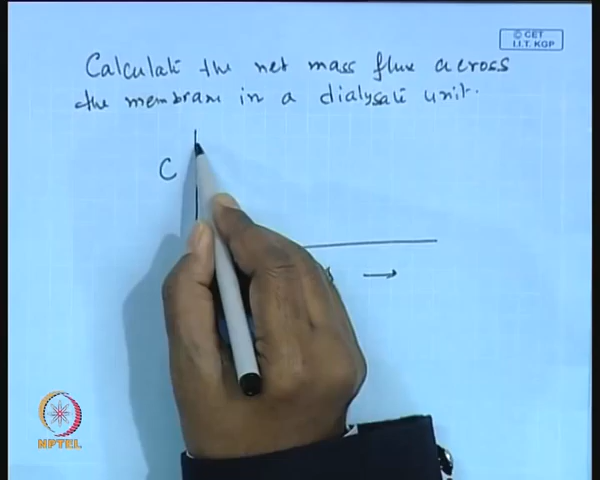 © CET
I.I.T. KGP
Calculate the net mass flux across
the membrane in a dialysate unit.
C
NPTEL